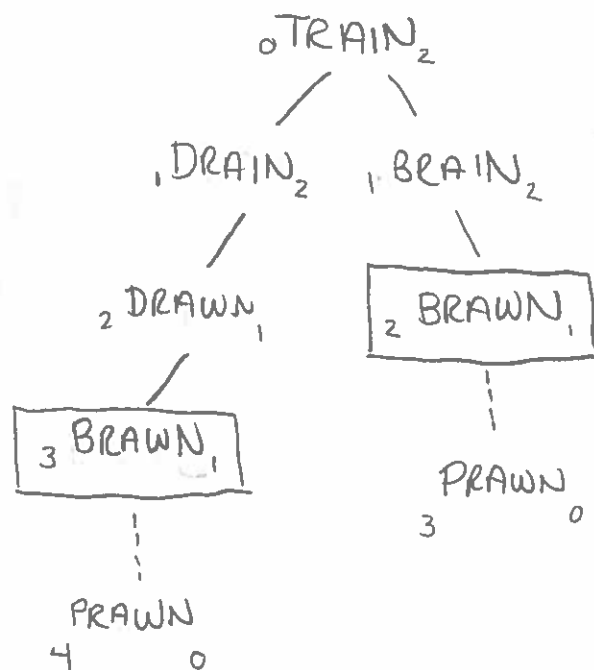 0 TRAIN 2
1 DRAIN 2 1 BRAIN 2
2 DRAWN 1 2 BRAWN 1
3 BRAWN 1
3 PRAWN 0
4 PRAWN 0